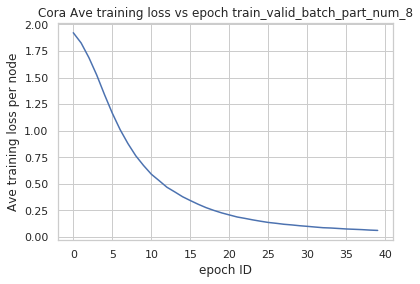 Cora Ave training loss vs epoch train_valid_batch_part_num_8
2.00
1.75
1.50
1.25
1.00
0.75
0.50
0.25
0.00
Ave training loss per node
0 5 10 15 20 25 30 35 40
epoch ID